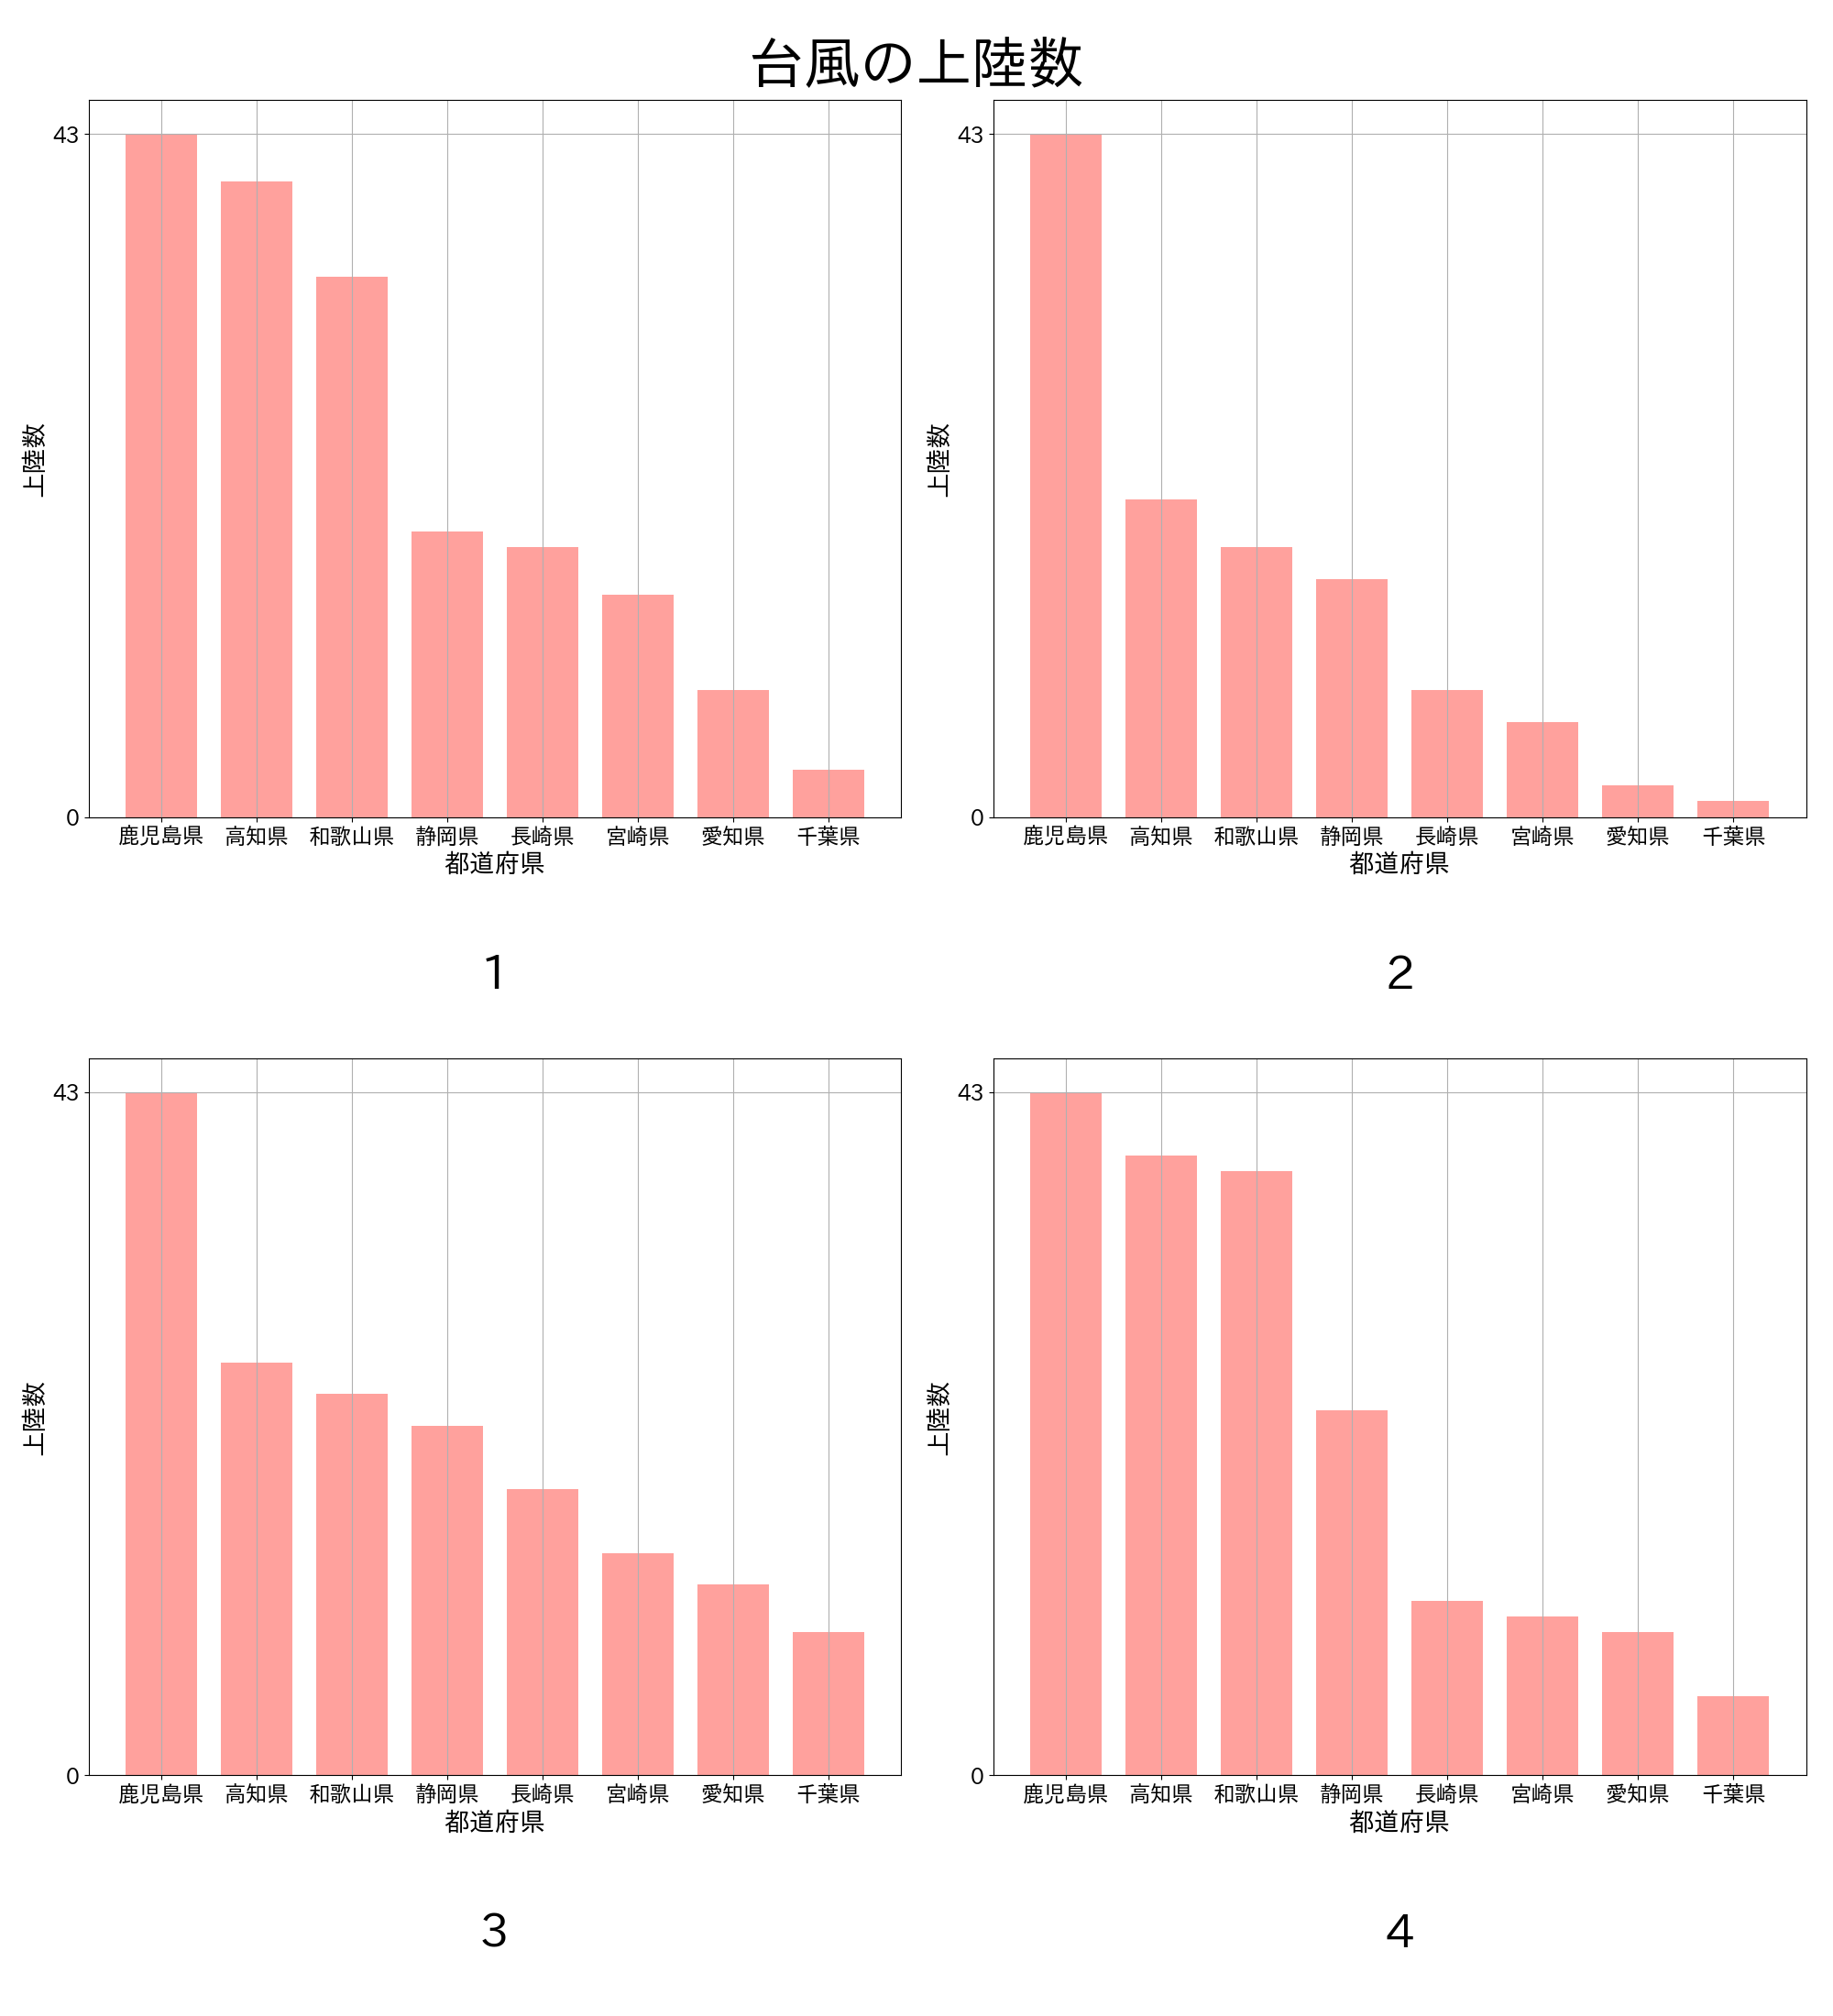 台風の上陸数
43
上陸数
0
鹿児島県 高知県 和歌山県 静岡県 長崎県 宮崎県 愛知県 千葉県
都道府県
1
43
上陸数
0
鹿児島県 高知県 和歌山県 静岡県 長崎県 宮崎県 愛知県 千葉県
都道府県
2
43
上陸数
0
鹿児島県 高知県 和歌山県 静岡県 長崎県 宮崎県 愛知県 千葉県
都道府県
3
43
上陸数
0
鹿児島県 高知県 和歌山県 静岡県 長崎県 宮崎県 愛知県 千葉県
都道府県
4